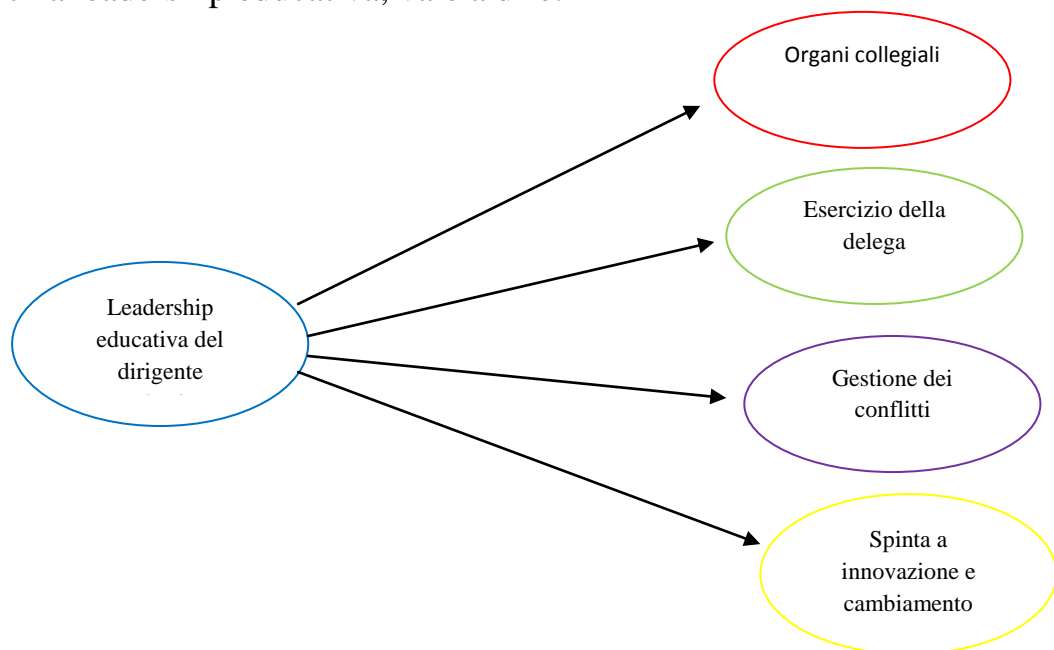 Organi collegiali
Esercizio della
delega
Leadership
educativa del
dirigente
Gestione dei
conflitti
Spinta a
innovazione e
cambiamento